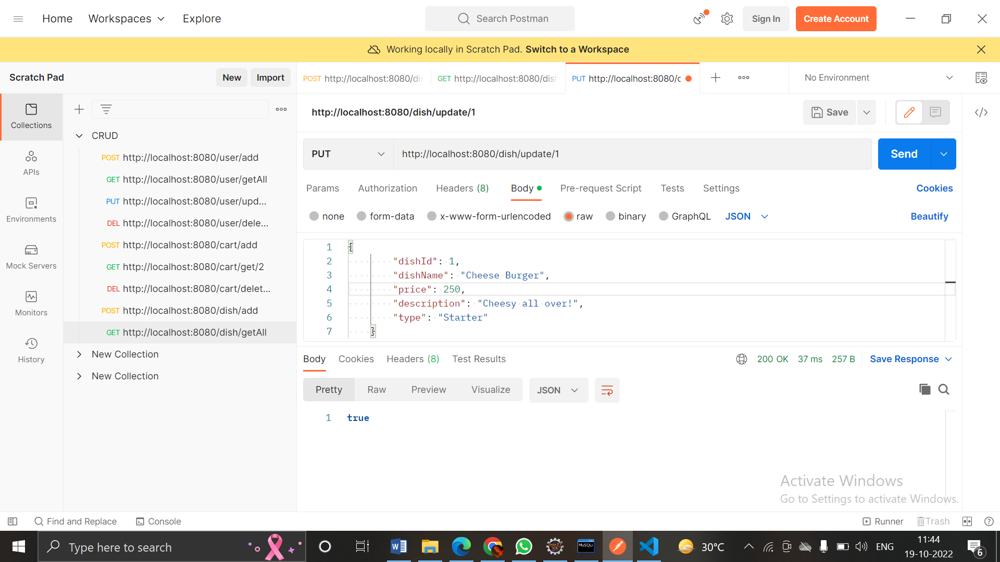 Home Workspaces Explore Search Postman Sign In Create Account
Working locally in Scratch Pad. Switch to a Workspace
Scratch Pad New Import
POST http://localhost:8080/dis GET http://localhost:8080/dish PUT http://localhost:8080/d No Environment
Collections
APIs
Environments
Mock Servers
Monitors
History
CRUD
POST http://localhost:8080/user/add
GET http://localhost:8080/user/getAll
PUT http://localhost:8080/user/upd...
DEL http://localhost:8080/user/dele...
POST http://localhost:8080/cart/add
GET http://localhost:8080/cart/get/2
DEL http://localhost:8080/cart/delet...
POST http://localhost:8080/dish/add
GET http://localhost:8080/dish/getAll
New Collection
New Collection
http://localhost:8080/dish/update/1 Save
PUT http://localhost:8080/dish/update/1 Send
Params Authorization Headers (8) Body Pre-request Script Tests Settings Cookies
none form-data x-www-form-urlencoded raw binary GraphQL JSON Beautify
1 {
2 "dishId": 1,
3 "dishName": "Cheese Burger",
4 "price": 250,
5 "description": "Cheesy all over!",
6 "type": "Starter"
7 }
Body Cookies Headers (8) Test Results 200 OK 37 ms 257 B Save Response
Pretty Raw Preview Visualize JSON
1 true
Activate Windows
Go to Settings to activate Windows.
Find and Replace Console Runner Trash
Type here to search 30°C ENG 11:44
19-10-2022 6
MySQL
Java EE
IDE